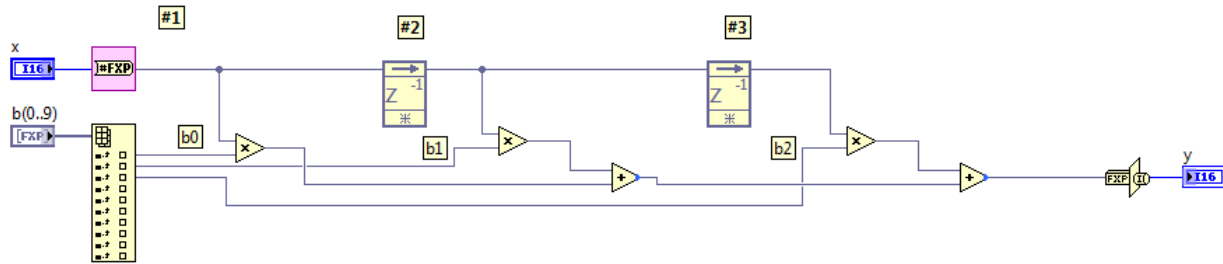 #1
#2
#3
x
I16
]#FXP[
Z -1
Z -1
b(0..9)
[FXP]
b0
×
b1
×
b2
×
+
+
FXP
I(
y
I16